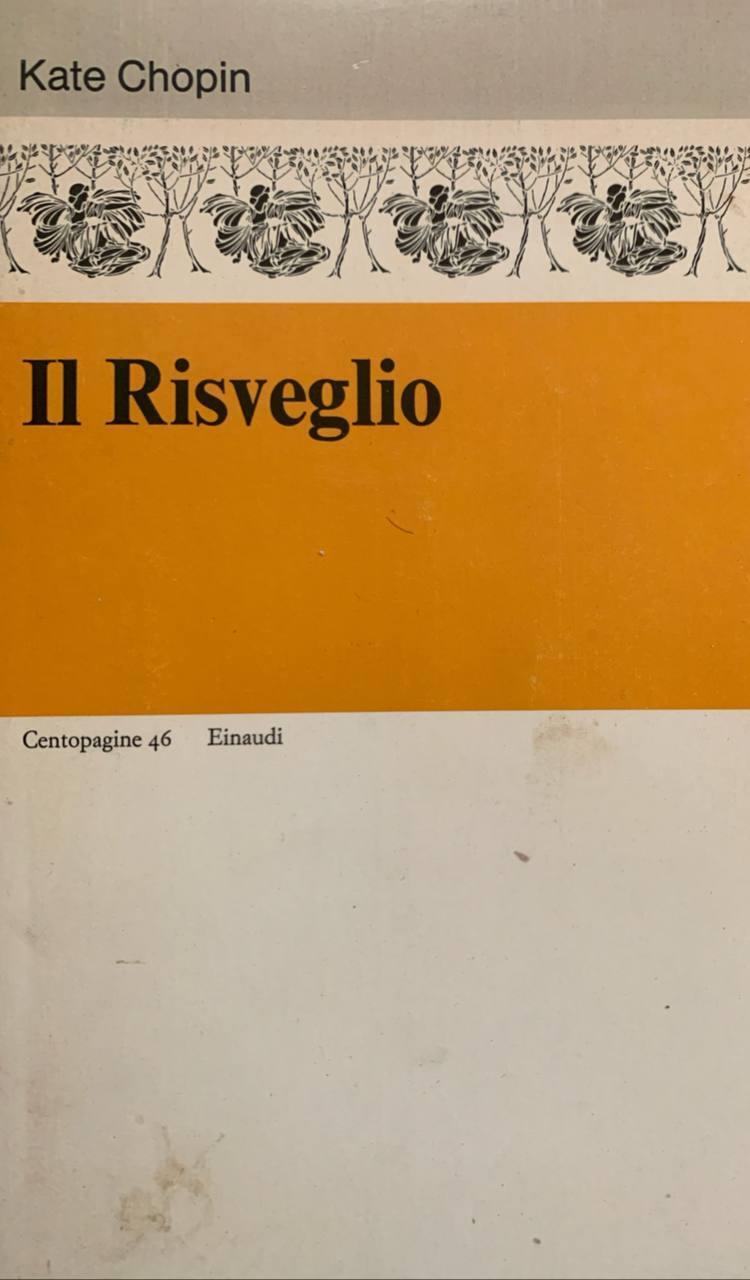 Kate Chopin
Il Risveglio
Centopagine 46 Einaudi